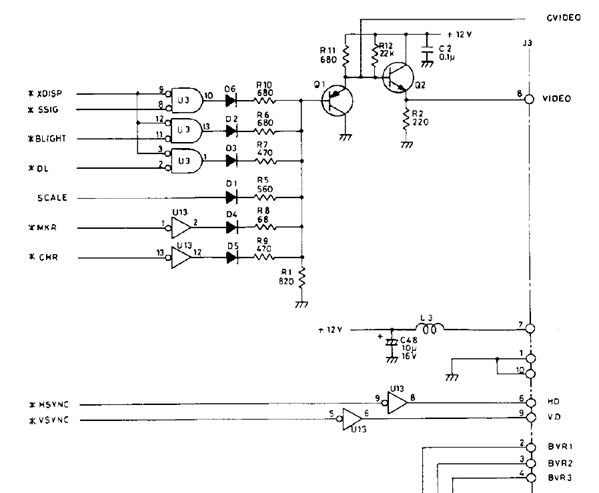 CVIDEO
+12V
J3
R11
680
R12
22K
C2
0.1μ
Q1
Q2
8
VIDEO
R2
220
* XDISP
* SSIG
9
8
U3
10
D6
R10
680
*BLIGHT
12
11
U3
13
D2
R6
680
*DL
3
2
U3
1
D3
R7
470
SCALE
D1
R5
560
*MKR
1
U13
2
D4
R8
68
* CHR
13
U13
12
D5
R9
470
R1
820
+12V
L3
7
+
C48
10μ
16V
1
10
* HSYNC
9
U13
8
6
HD
* VSYNC
5
U13
6
9
VD
2
BVR1
3
BVR2
4
BVR3